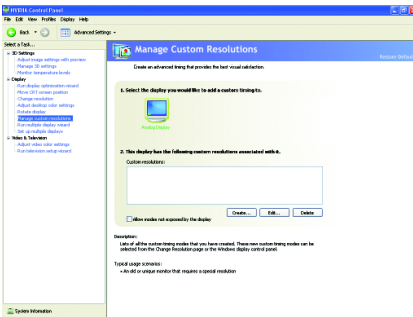 NVIDIA Control Panel
File Edit View Profiles Display Help
Back
Advanced Settings
Select a Task...
3D Settings
Adjust image settings with preview
Manage 3D settings
Monitor temperature levels
Display
Run display optimization wizard
Move CRT screen position
Change resolution
Adjust desktop color settings
Rotate display
Manage custom resolutions
Run multiple display wizard
Set up multiple displays
Video & Television
Adjust video color settings
Run television setup wizard
System Information
Manage Custom Resolutions
Restore Defaul
Create an advanced timing that provides the best visual satisfaction.
1. Select the display you would like to add a custom timing to.
Analog Display
2. This display has the following custom resolutions associated with it.
Custom resolutions:
Create... Edit... Delete
Allow modes not exposed by the display
Description:
Lists of all the custom timing modes that you have created. These new custom timing modes can be
selected from the Change Resolution page or the Windows display control panel.
Typical usage scenarios:
• An old or unique monitor that requires a special resolution